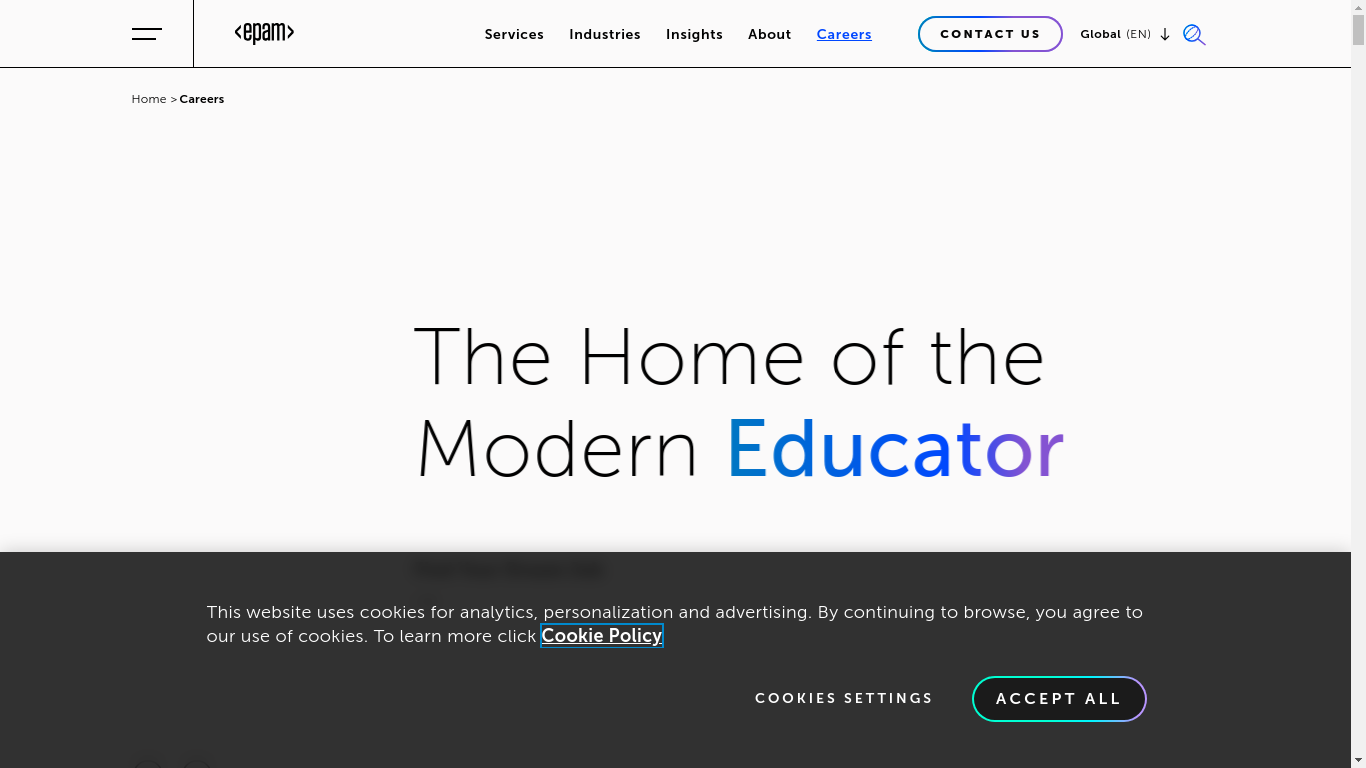 <epam>
Services Industries Insights About Careers
CONTACT US
Global (EN)
Home > Careers
The Home of the
Modern Educator
This website uses cookies for analytics, personalization and advertising. By continuing to browse, you agree to
our use of cookies. To learn more click Cookie Policy
COOKIES SETTINGS
ACCEPT ALL